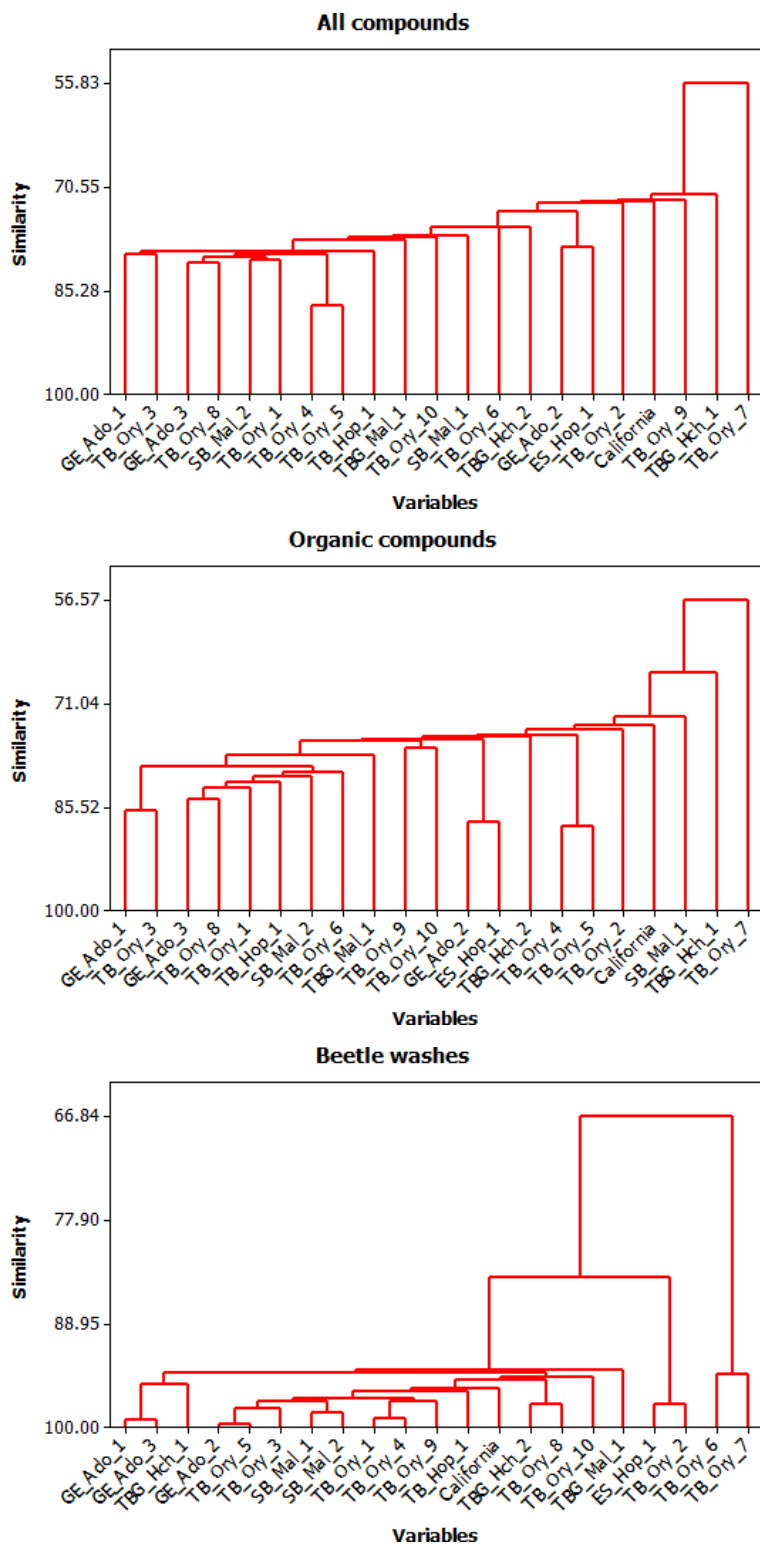 All compounds
Similarity
55.83
70.55
85.28
100.00
GE_Ado_1
TB_Ory_3
GE_Ado_3
TB_Ory_8
SB_Mal_2
TB_Ory_1
TB_Ory_4
TB_Ory_5
TB_Hop_1
TBG_Mal_1
TB_Ory_10
SB_Mal_1
TB_Ory_6
TBG_Hch_2
GE_Ado_2
ES_Hop_1
TB_Ory_2
California
TB_Ory_9
TBG_Hch_1
TB_Ory_7
Variables
Organic compounds
Similarity
56.57
71.04
85.52
100.00
GE_Ado_1
TB_Ory_3
GE_Ado_3
TB_Ory_8
TB_Ory_1
TB_Hop_1
SB_Mal_2
TB_Ory_6
TBG_Mal_1
TB_Ory_9
TB_Ory_10
GE_Ado_2
ES_Hop_1
TBG_Hch_2
TB_Ory_4
TB_Ory_5
TB_Ory_2
California
SB_Mal_1
TBG_Hch_1
TB_Ory_7
Variables
Beetle washes
Similarity
66.84
77.90
88.95
100.00
GE_Ado_1
GE_Ado_3
TBG_Hch_1
GE_Ado_2
TB_Ory_5
TB_Ory_3
SB_Mal_1
SB_Mal_2
TB_Ory_1
TB_Ory_4
TB_Ory_9
TB_Hop_1
California
TBG_Hch_2
TB_Ory_8
TB_Ory_10
TBG_Mal_1
ES_Hop_1
TB_Ory_2
TB_Ory_6
TB_Ory_7
Variables